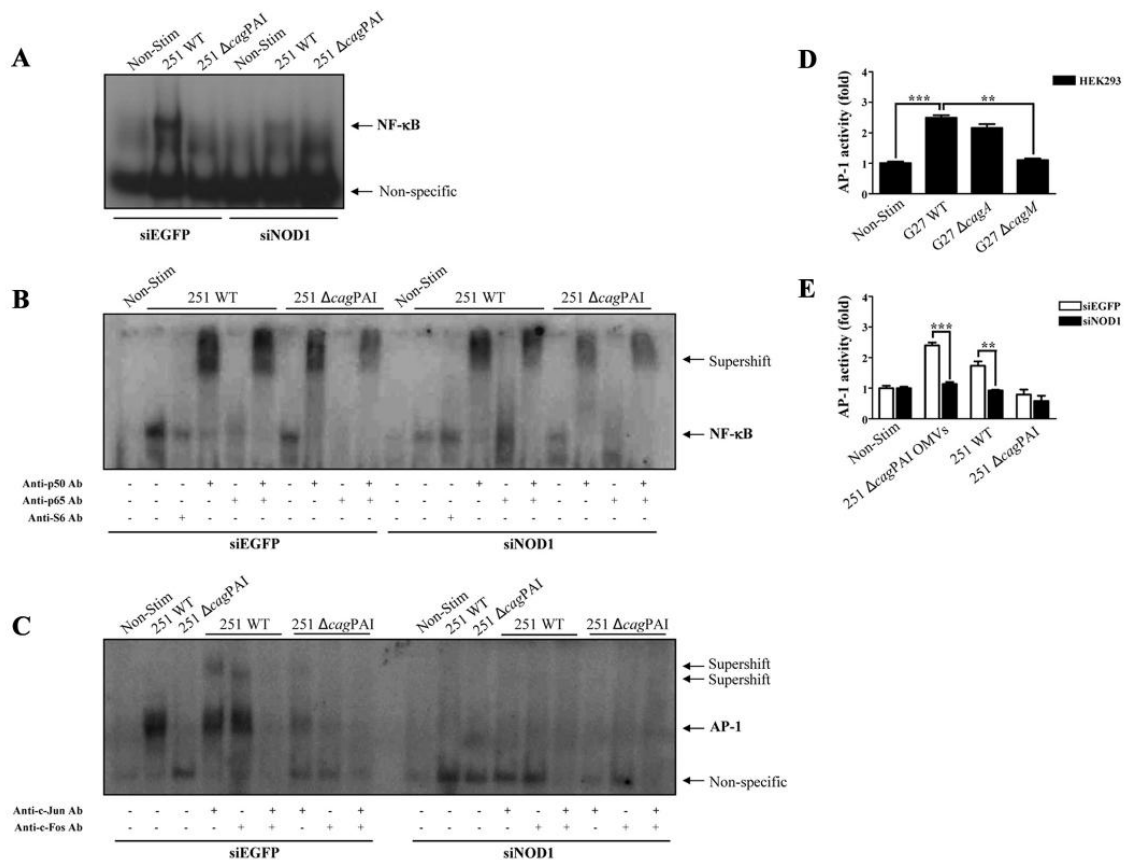 A
Non-Stim
251 WT
251 ΔcagPAI
Non-Stim
251 WT
251 ΔcagPAI
NF-κB
Non-specific
siEGFP siNOD1
B
Non-Stim 251 WT 251 ΔcagPAI Non-Stim 251 WT 251 ΔcagPAI
Supershift
NF-κB
Anti-p50 Ab - - - + - + - + - + - - - + - + - + - +
Anti-p65 Ab - - - - + + - - + + - - - - + + - - + +
Anti-S6 Ab - - + - - - - - - - - - + - - - - - - -
siEGFP siNOD1
C
Non-Stim
251 WT
251 ΔcagPAI
251 WT 251 ΔcagPAI
Non-Stim
251 WT
251 ΔcagPAI
251 WT 251 ΔcagPAI
Supershift
Supershift
AP-1
Non-specific
Anti-c-Jun Ab - - - + - + + - + - - - + - + + - +
Anti-c-Fos Ab - - - - + + - + + - - - - + + - + +
siEGFP siNOD1
D
AP-1 activity (fold)
4
3
2
1
0
*** **
HEK293
Non-Stim
G27 WT
G27 ΔcagA
G27 ΔcagM
E
AP-1 activity (fold)
4
3
2
1
0
*** **
siEGFP
siNOD1
Non-Stim
251 ΔcagPAI OMVs
251 WT
251 ΔcagPAI